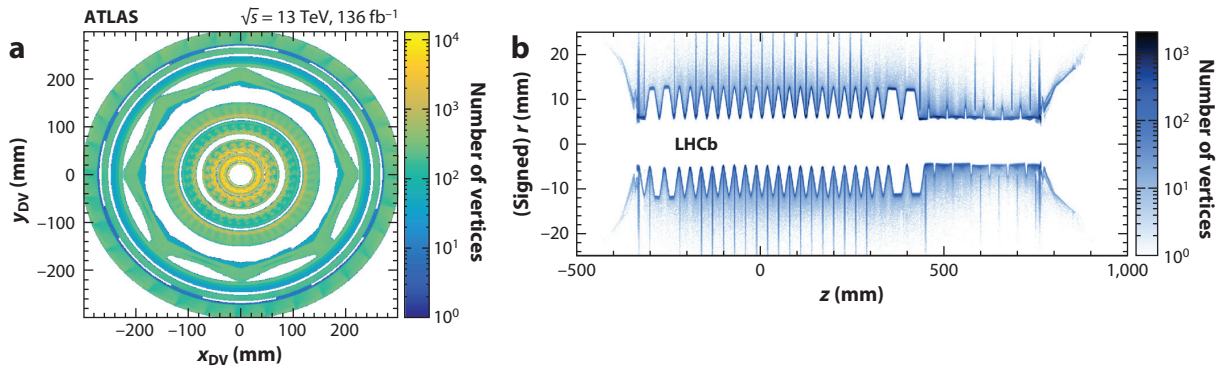 a
ATLAS
√s = 13 TeV, 136 fb⁻¹
200
100
0
−100
−200
y_DV (mm)
−200
−100
0
100
200
x_DV (mm)
10⁴
10³
10²
10¹
10⁰
Number of vertices
b
20
10
0
−10
−20
(Signed) r (mm)
LHCb
−500
0
500
1,000
z (mm)
10³
10²
10¹
10⁰
Number of vertices